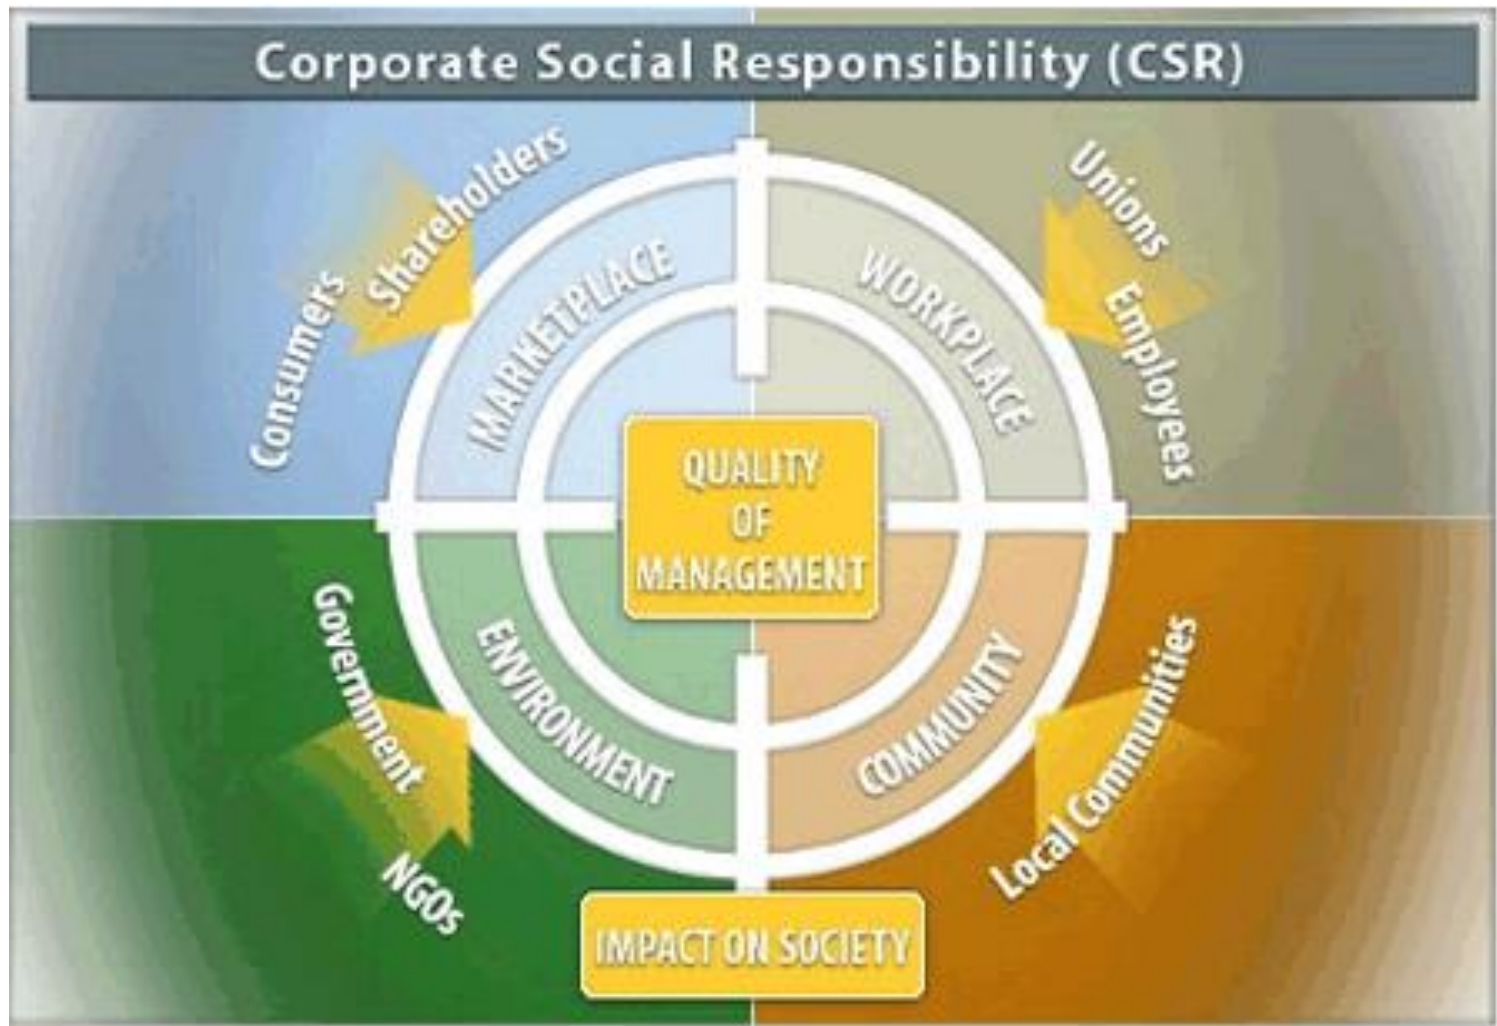 Corporate Social Responsibility (CSR)
Consumers
Shareholders
Unions
Employees
MARKETPLACE
WORKPLACE
QUALITY
OF
MANAGEMENT
Government
NGOs
ENVIRONMENT
COMMUNITY
Local Communities
IMPACT ON SOCIETY